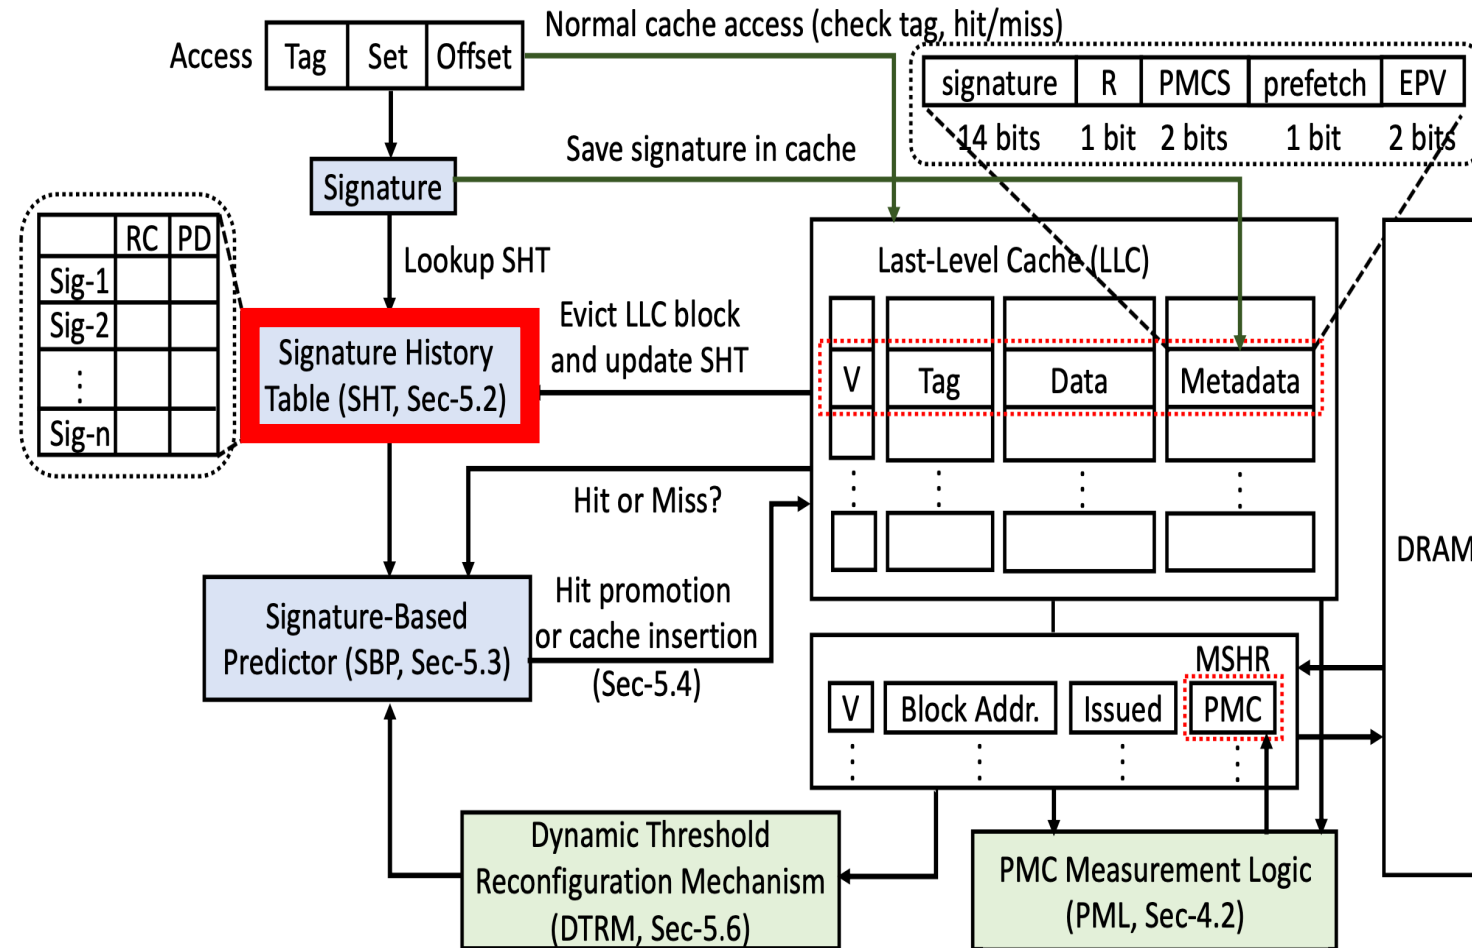 Access
Tag
Set
Offset
Normal cache access (check tag, hit/miss)
signature
R
PMCS
prefetch
EPV
14 bits
1 bit
2 bits
1 bit
2 bits
Save signature in cache
Signature
Lookup SHT
RC
PD
Sig-1
Sig-2
Sig-n
Signature History
Table (SHT, Sec-5.2)
Evict LLC block
and update SHT
Last-Level Cache (LLC)
V
Tag
Data
Metadata
Hit or Miss?
DRAM
Signature-Based
Predictor (SBP, Sec-5.3)
Hit promotion
or cache insertion
(Sec-5.4)
MSHR
V
Block Addr.
Issued
PMC
Dynamic Threshold
Reconfiguration Mechanism
(DTRM, Sec-5.6)
PMC Measurement Logic
(PML, Sec-4.2)